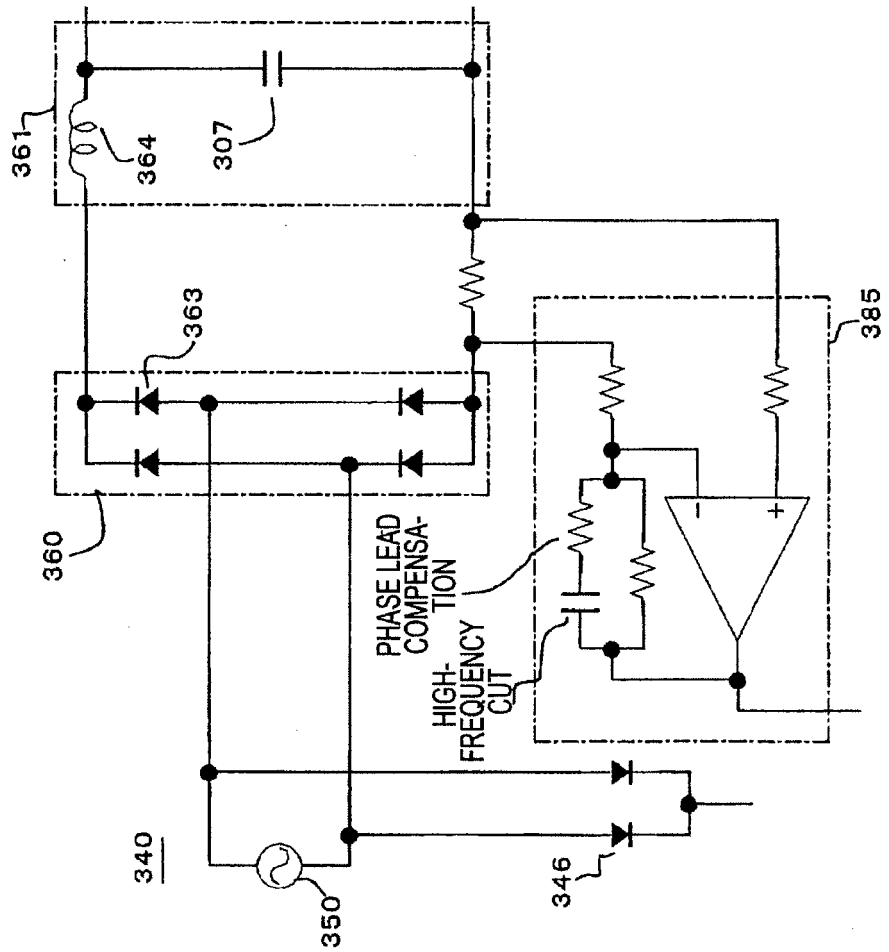 340
350
346
360
363
361
364
307
PHASE LEAD
COMPENSA-
TION
HIGH-
FREQUENCY
CUT
385
−
+